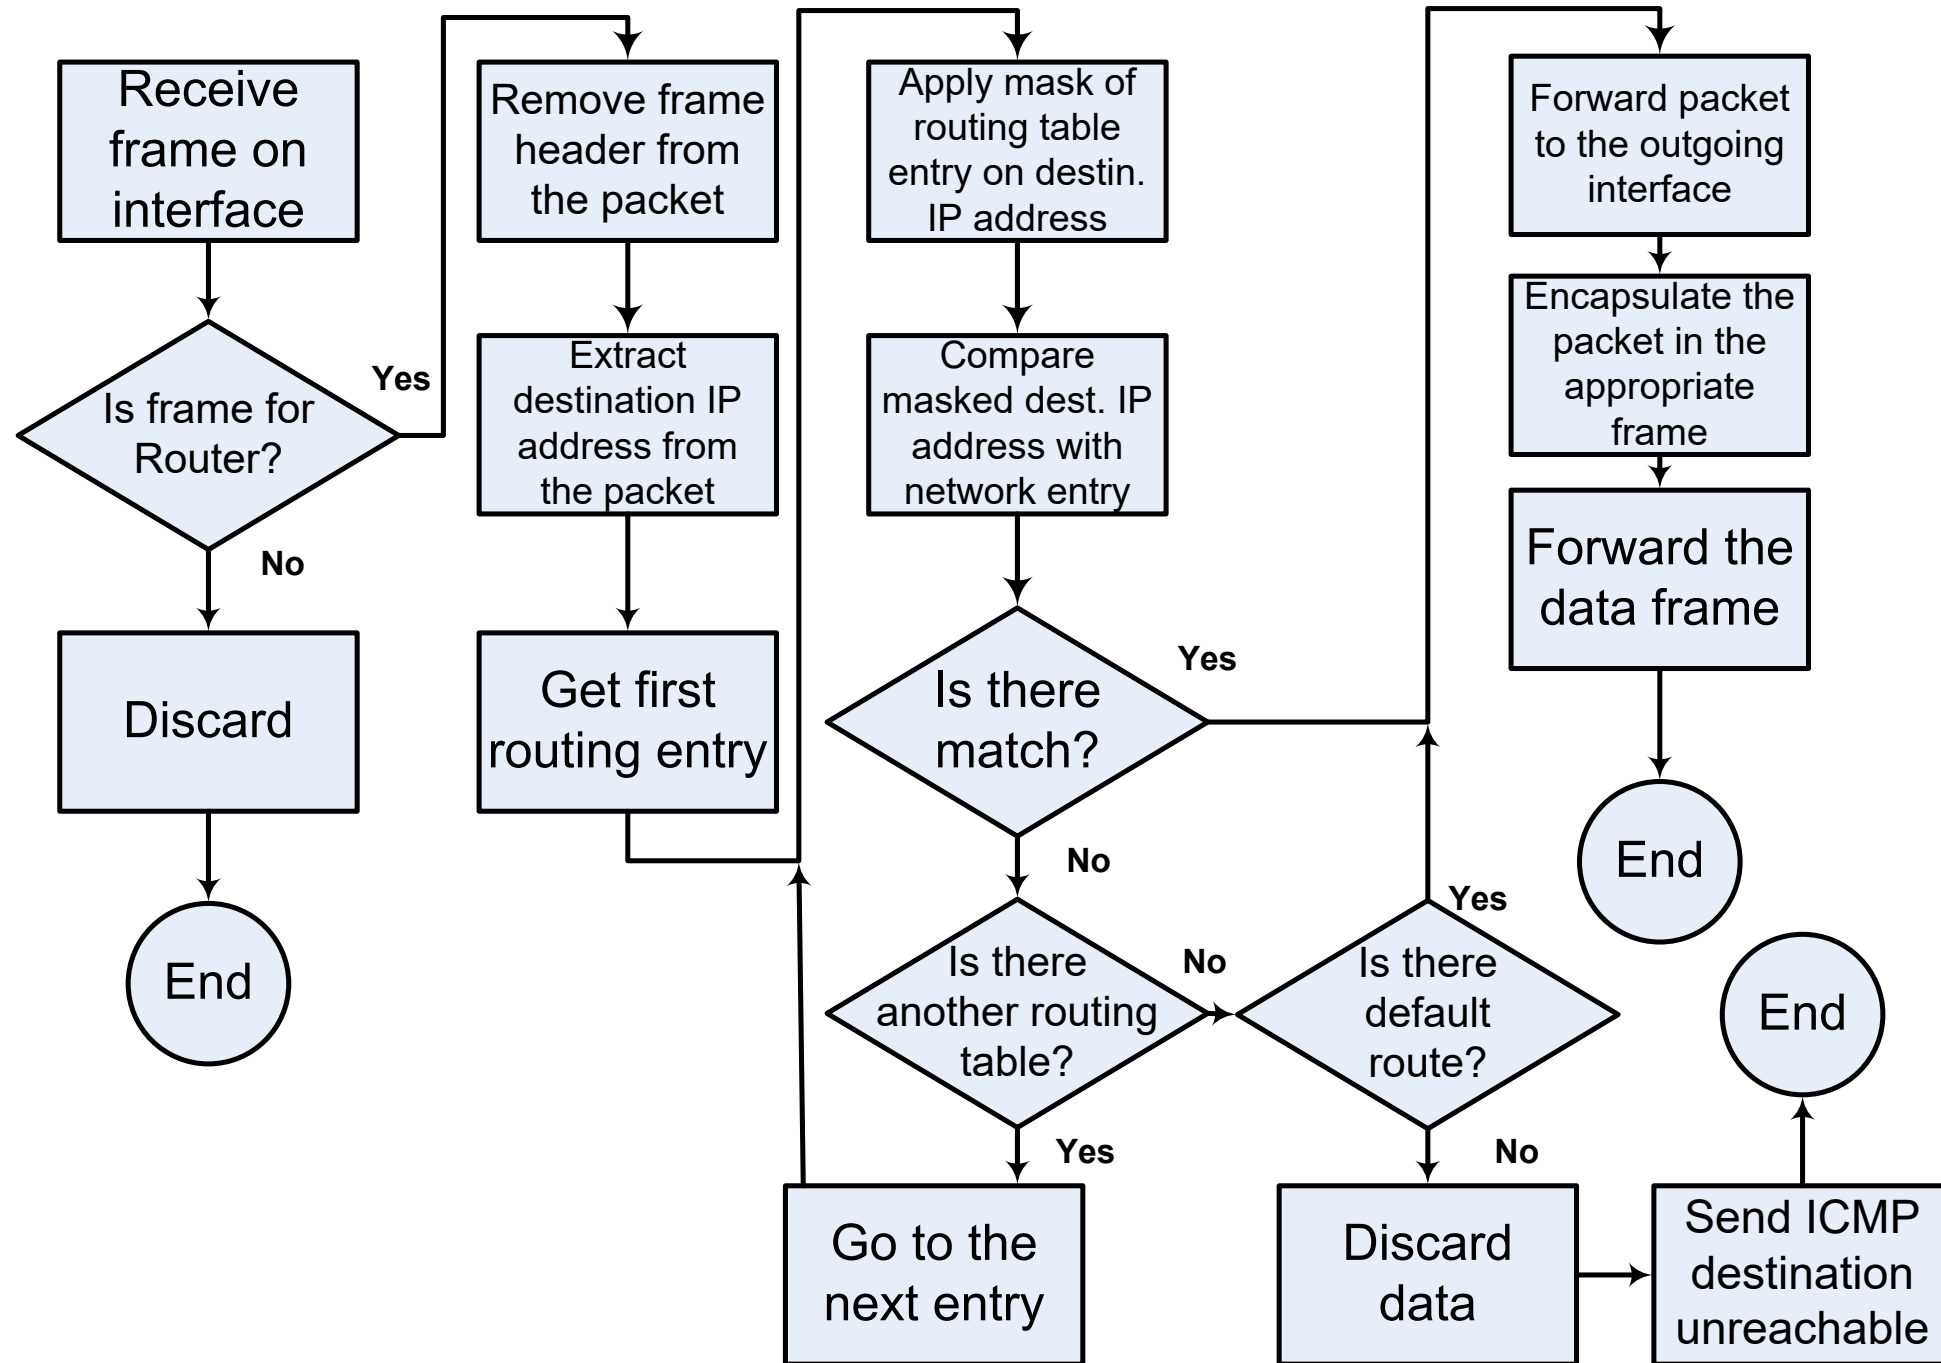 Receive
frame on
interface
Is frame for
Router?
Yes
No
Discard
End
Remove frame
header from
the packet
Extract
destination IP
address from
the packet
Get first
routing entry
Apply mask of
routing table
entry on destin.
IP address
Compare
masked dest. IP
address with
network entry
Is there
match?
Yes
No
Is there
another routing
table?
No
Yes
Go to the
next entry
Is there
default
route?
Yes
No
Discard
data
Send ICMP
destination
unreachable
End
Forward packet
to the outgoing
interface
Encapsulate the
packet in the
appropriate
frame
Forward the
data frame
End